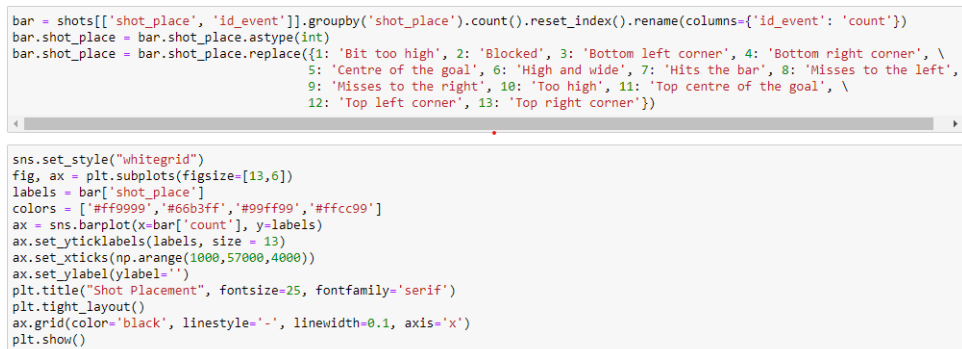 bar = shots[['shot_place', 'id_event']].groupby('shot_place').count().reset_index().rename(columns={'id_event': 'count'})
bar.shot_place = bar.shot_place.astype(int)
bar.shot_place = bar.shot_place.replace({1: 'Bit too high', 2: 'Blocked', 3: 'Bottom left corner', 4: 'Bottom right corner', \
5: 'Centre of the goal', 6: 'High and wide', 7: 'Hits the bar', 8: 'Misses to the left',
9: 'Misses to the right', 10: 'Too high', 11: 'Top centre of the goal', \
12: 'Top left corner', 13: 'Top right corner'})
sns.set_style("whitegrid")
fig, ax = plt.subplots(figsize=[13,6])
labels = bar['shot_place']
colors = ['#ff9999','#66b3ff','#99ff99','#ffcc99']
ax = sns.barplot(x=bar['count'], y=labels)
ax.set_yticklabels(labels, size = 13)
ax.set_xticks(np.arange(1000,57000,4000))
ax.set_ylabel(ylabel='')
plt.title("Shot Placement", fontsize=25, fontfamily='serif')
plt.tight_layout()
ax.grid(color='black', linestyle='-', linewidth=0.1, axis='x')
plt.show()